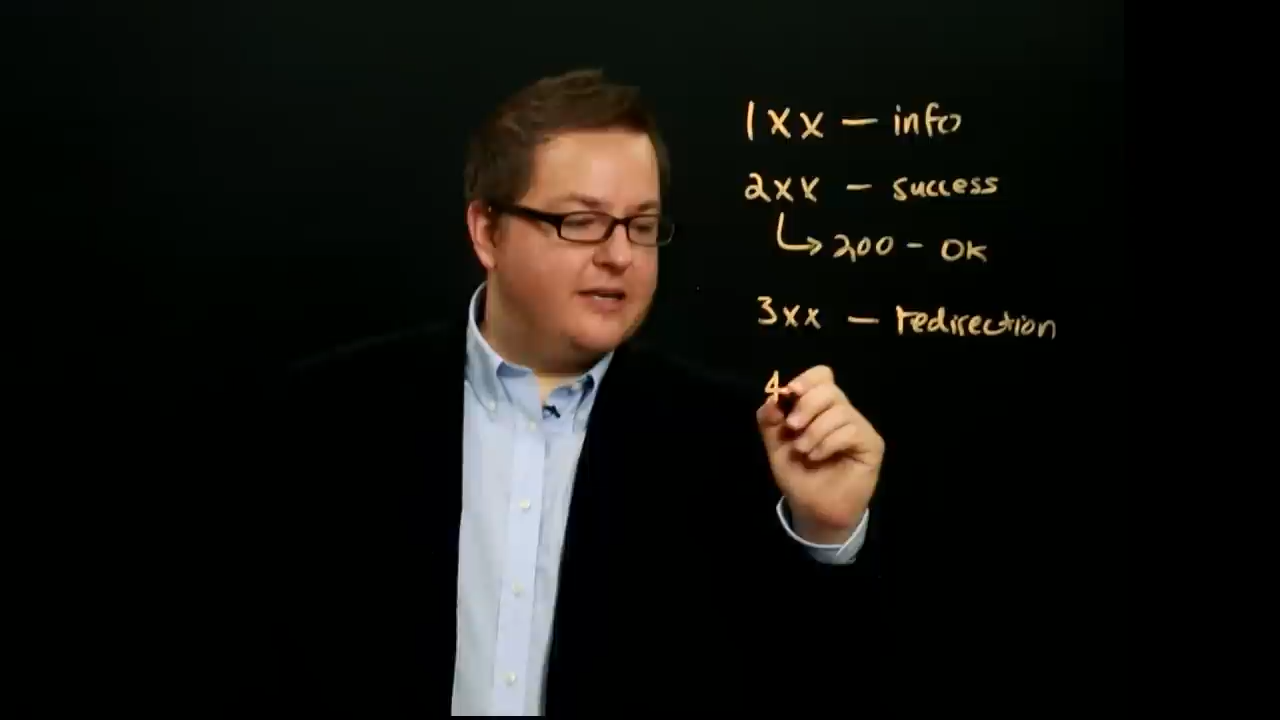 1xx – info
2xx – success
↳ 200 – OK
3xx – redirection
4